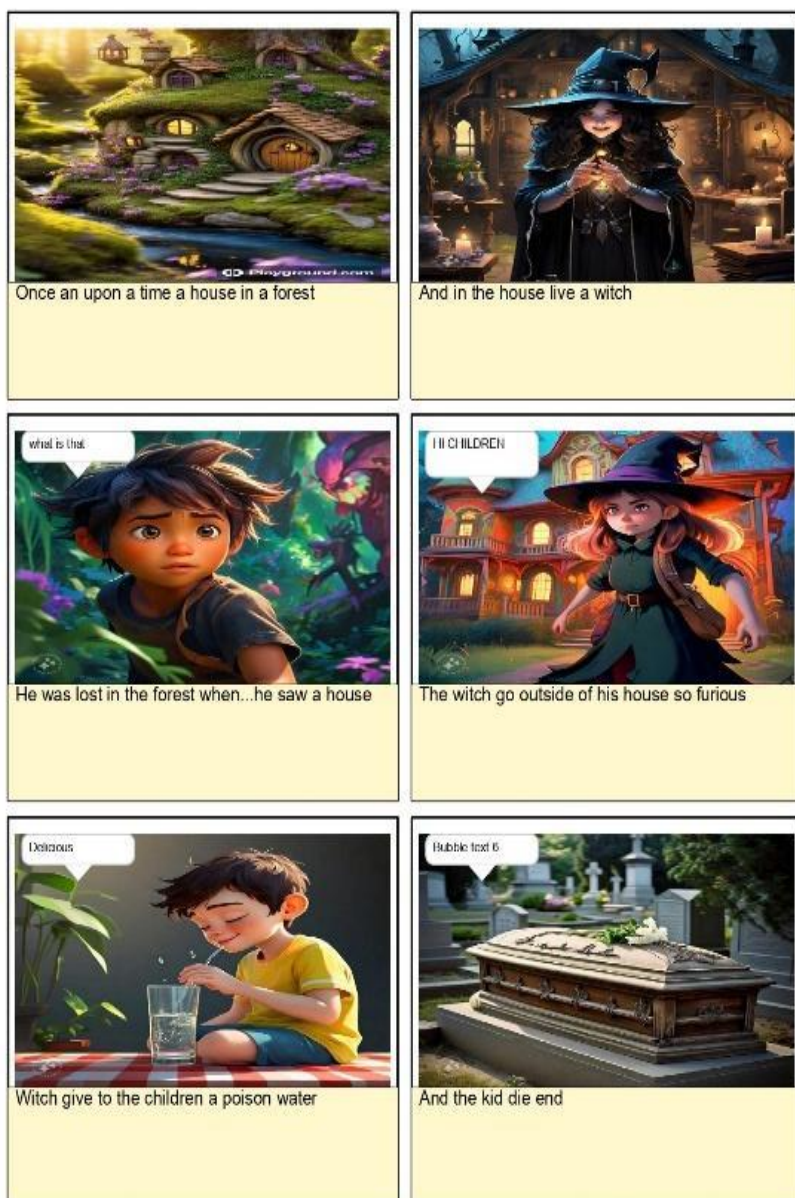 Playground.com
Once an upon a time a house in a forest
And in the house live a witch
what is that
He was lost in the forest when...he saw a house
HI CHILDREN
The witch go outside of his house so furious
Delicious
Witch give to the children a poison water
Bubble text 6
And the kid die end